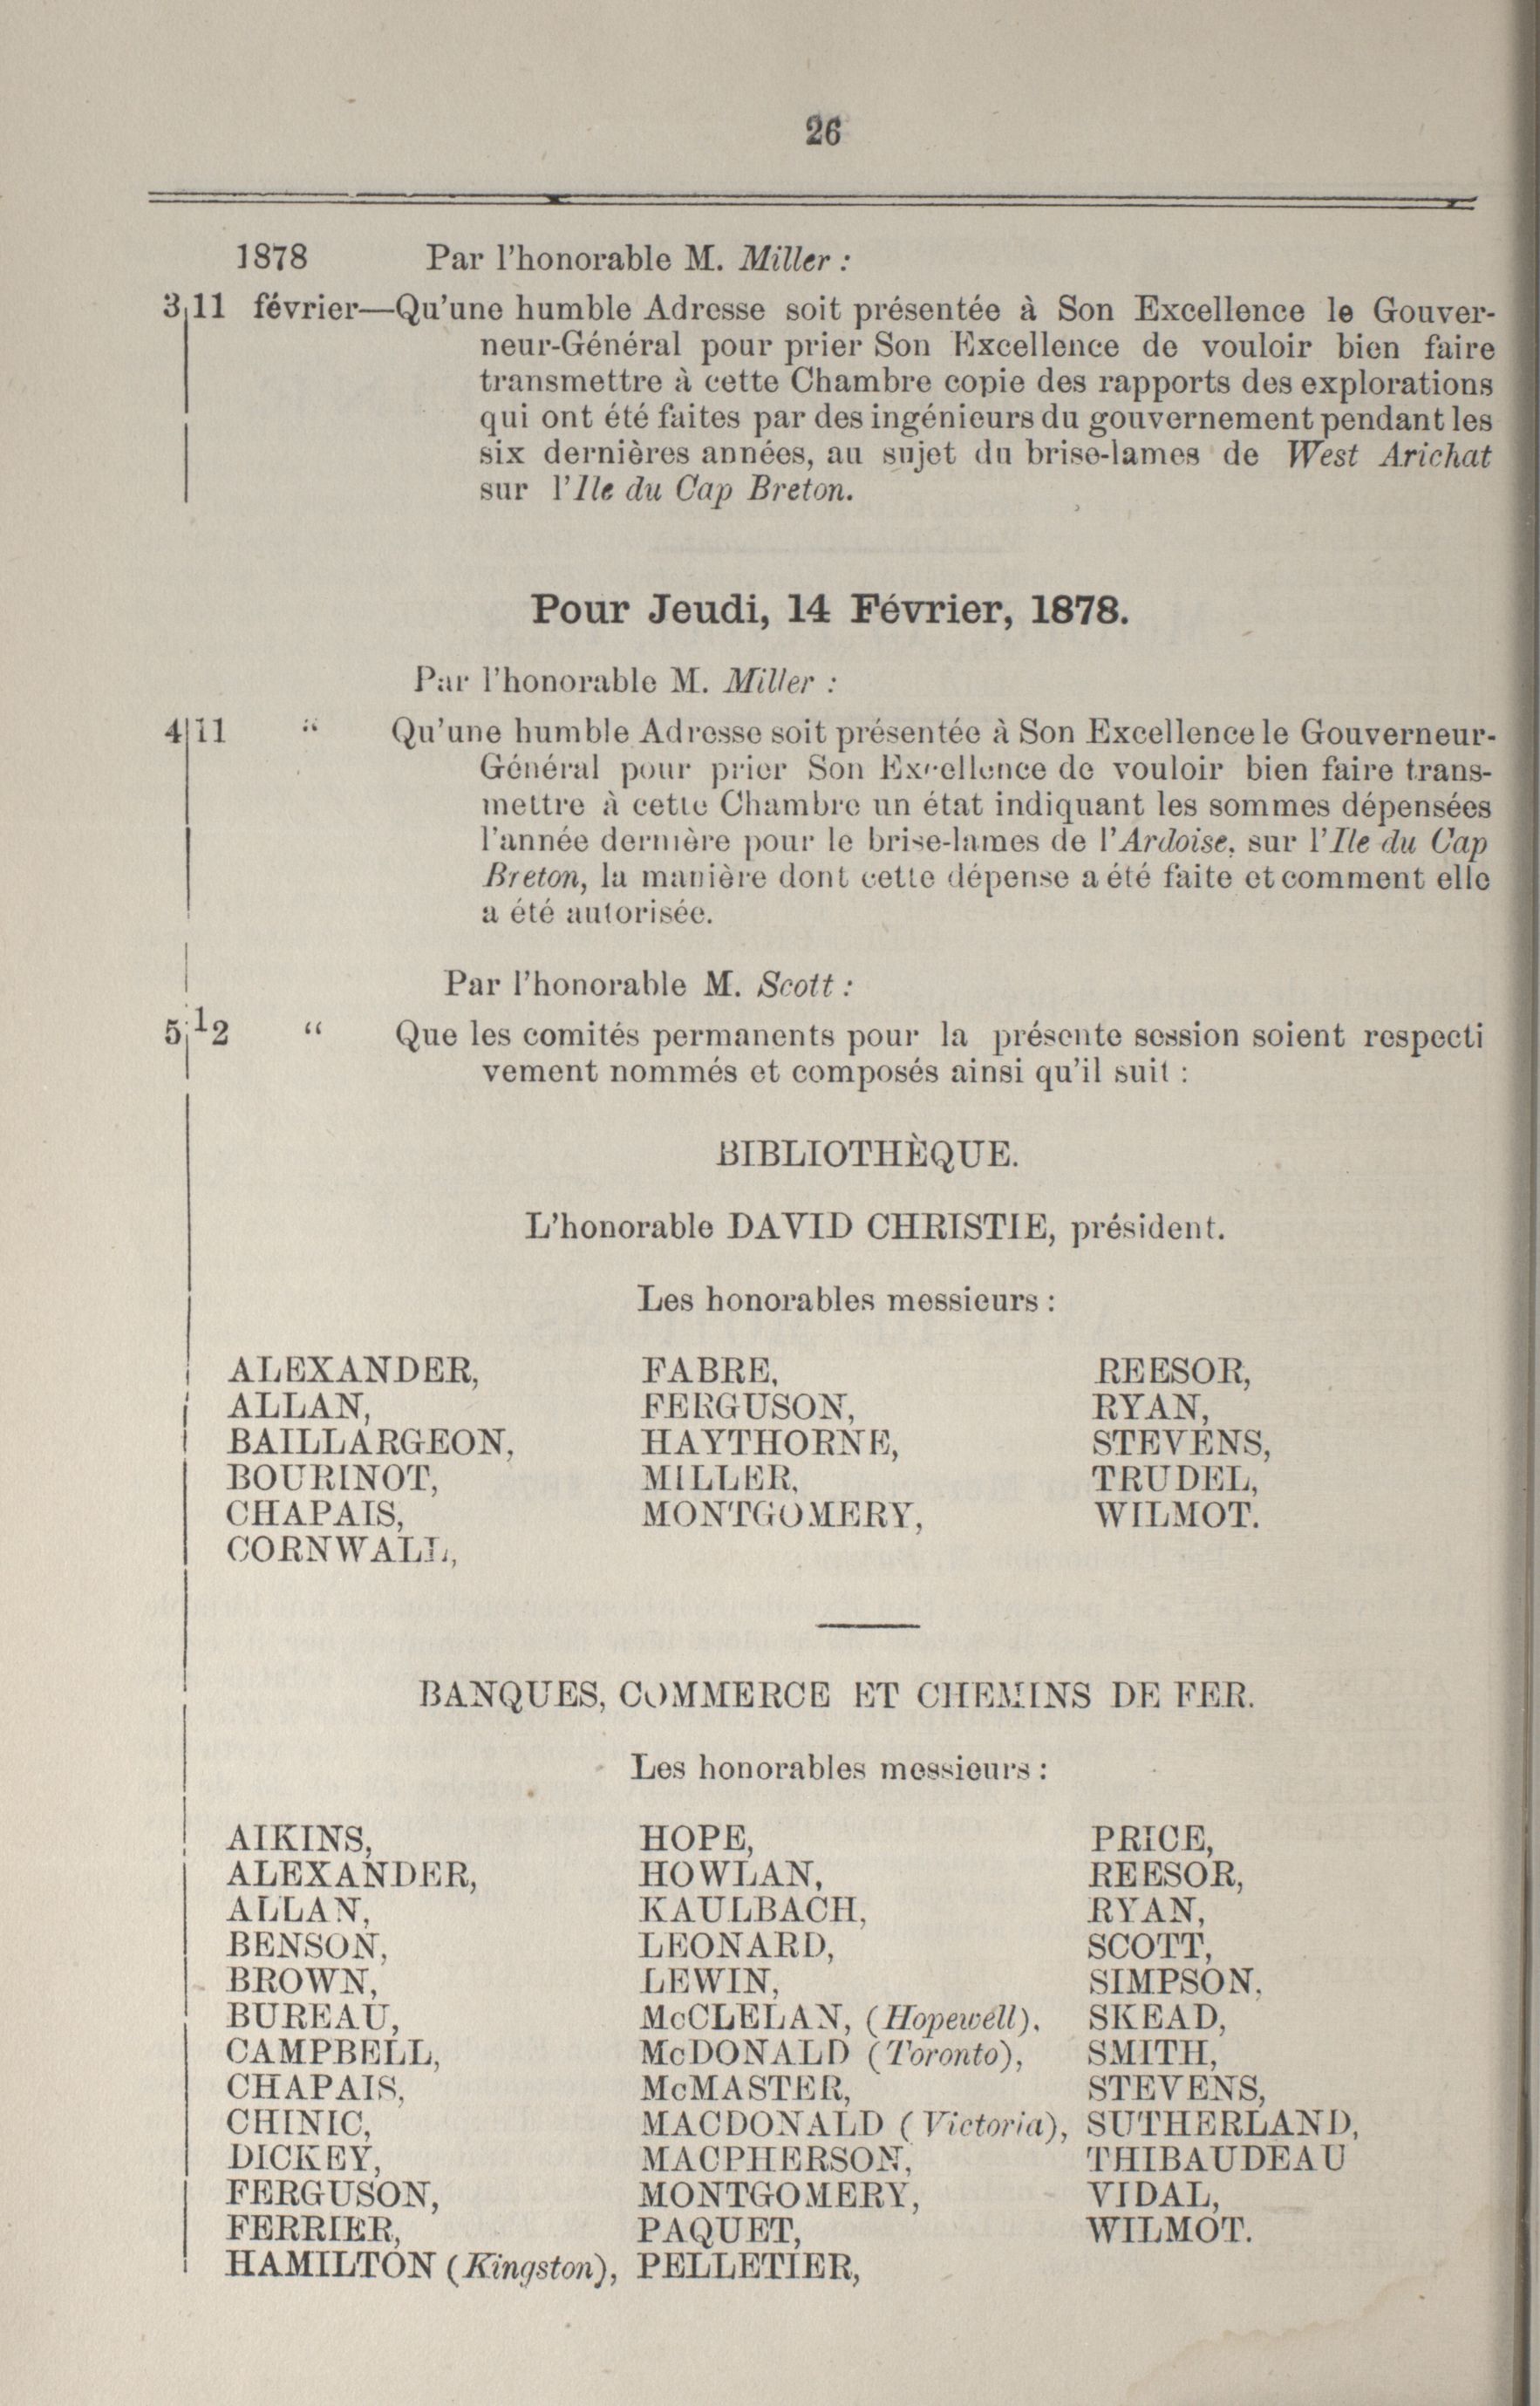 26
1878 Par l'honorable M. Miller :
3 11 février—Qu'une humble Adresse soit présentée à Son Excellence le Gouver-
neur-Général pour prier Son Excellence de vouloir bien faire
transmettre à cette Chambre copie des rapports des explorations
qui ont été faites par des ingénieurs du gouvernement pendant les
six dernières années, au sujet du brise-lames de West Arichat
sur l'Ile du Cap Breton.
Pour Jeudi, 14 Février, 1878.
Par l'honorable M. Miller :
4 11 “ Qu'une humble Adresse soit présentée à Son Excellence le Gouverneur-
Général pour prier Son Excellence de vouloir bien faire trans-
mettre à cette Chambre un état indiquant les sommes dépensées
l'année dernière pour le brise-lames de l'Ardoise, sur l'Ile du Cap
Breton, la manière dont cette dépense a été faite et comment elle
a été autorisée.
Par l'honorable M. Scott :
5 12 “ Que les comités permanents pour la présente session soient respecti
vement nommés et composés ainsi qu'il suit :
BIBLIOTHÈQUE.
L'honorable DAVID CHRISTIE, président.
Les honorables messieurs :
ALEXANDER, FABRE, REESOR,
ALLAN, FERGUSON, RYAN,
BAILLARGEON, HAYTHORNE, STEVENS,
BOURINOT, MILLER, TRUDEL,
CHAPAIS, MONTGOMERY, WILMOT.
CORNWALL,
BANQUES, COMMERCE ET CHEMINS DE FER.
Les honorables messieurs :
AIKINS, HOPE, PRICE,
ALEXANDER, HOWLAN, REESOR,
ALLAN, KAULBACH, RYAN,
BENSON, LEONARD, SCOTT,
BROWN, LEWIN, SIMPSON,
BUREAU, McCLELAN, (Hopewell). SKEAD,
CAMPBELL, McDONALD (Toronto), SMITH,
CHAPAIS, McMASTER, STEVENS,
CHINIC, MACDONALD (Victoria), SUTHERLAND,
DICKEY, MACPHERSON, THIBAUDEAU
FERGUSON, MONTGOMERY, VIDAL,
FERRIER, PAQUET, WILMOT.
HAMILTON (Kingston), PELLETIER,